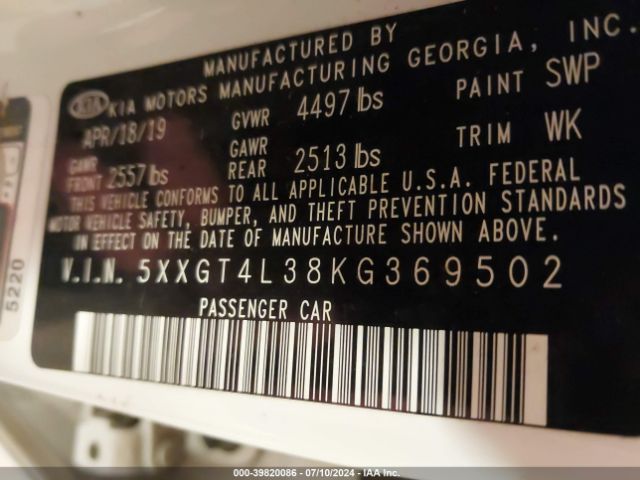 MANUFACTURED BY
KIA KIA MOTORS MANUFACTURING GEORGIA, INC.
APR/18/19 GVWR 4497 lbs PAINT SWP
GAWR FRONT 2557 lbs GAWR REAR 2513 lbs TRIM WK
THIS VEHICLE CONFORMS TO ALL APPLICABLE U.S.A. FEDERAL
MOTOR VEHICLE SAFETY, BUMPER, AND THEFT PREVENTION STANDARDS
IN EFFECT ON THE DATE OF MANUFACTURE SHOWN ABOVE.
V.I.N. 5XXGT4L38KG369502
PASSENGER CAR
5220
000-39820086 - 07/10/2024 - IAA Inc.